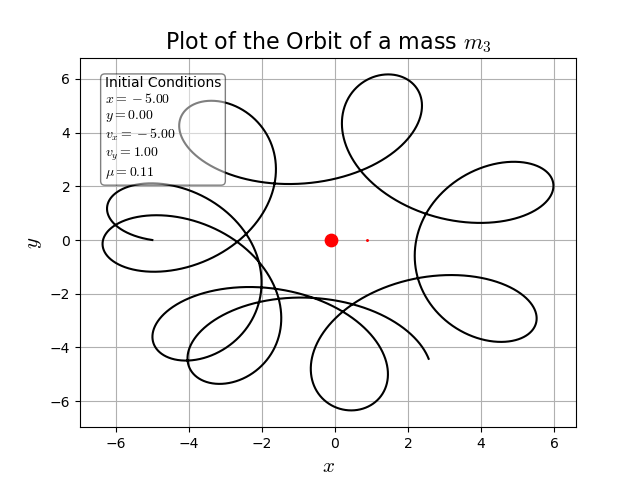 Plot of the Orbit of a mass m₃
Initial Conditions
x = −5.00
y = 0.00
vₓ = −5.00
v_y = 1.00
μ = 0.11
6
4
2
0
−2
−4
−6
y
−6 −4 −2 0 2 4 6
x